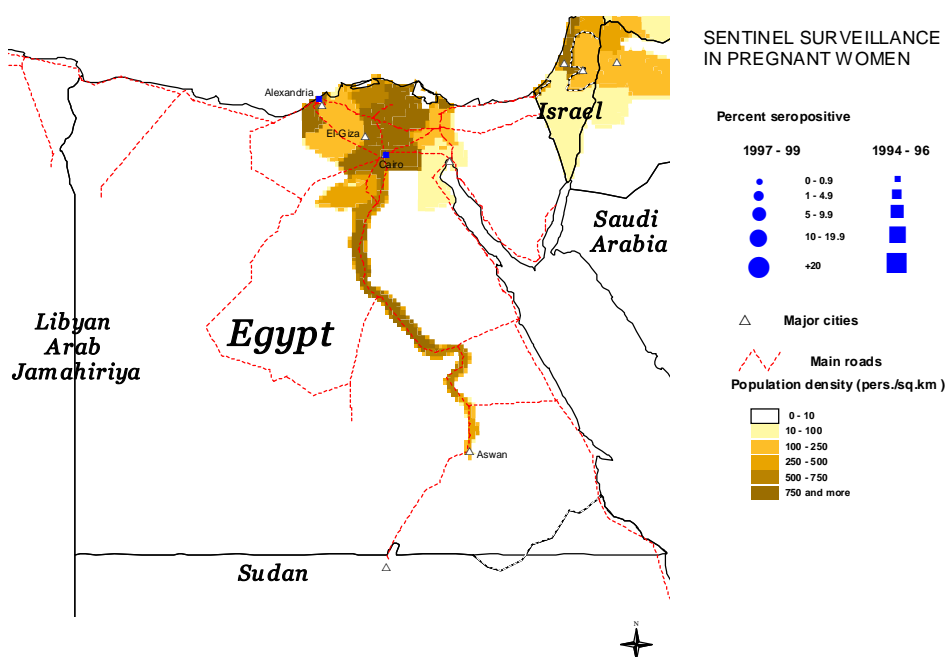 SENTINEL SURVEILLANCE
IN PREGNANT WOMEN
Percent seropositive
1997 - 99
1994 - 96
0 - 0.9
1 - 4.9
5 - 9.9
10 - 19.9
+20
Major cities
Main roads
Population density (pers./sq.km )
0 - 10
10 - 100
100 - 250
250 - 500
500 - 750
750 and more
Alexandria
El-Giza
Cairo
Israel
Saudi
Arabia
Libyan
Arab
Jamahiriya
Egypt
Aswan
Sudan
N